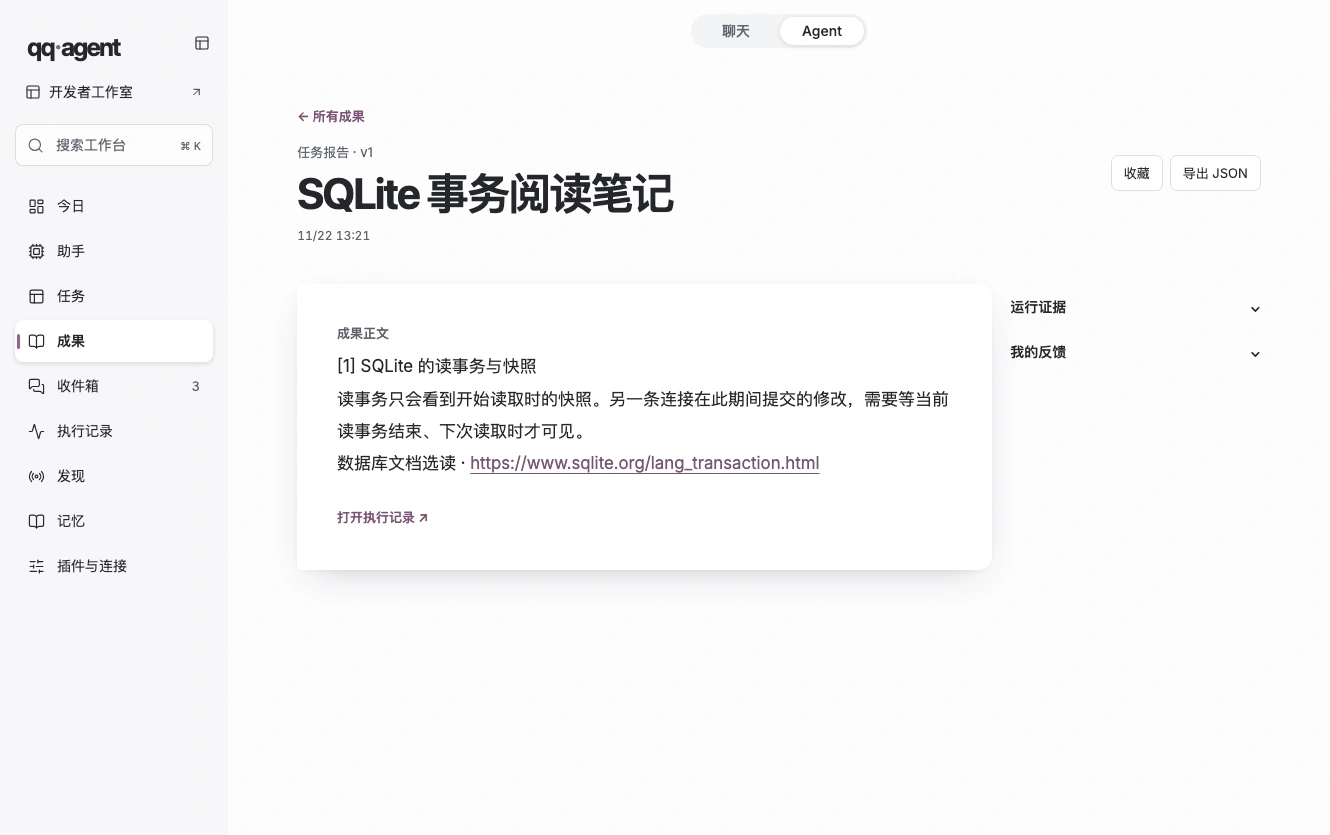 qq·agent
开发者工作室
搜索工作台 ⌘ K
今日
助手
任务
成果
收件箱 3
执行记录
发现
记忆
插件与连接
聊天 Agent
← 所有成果
任务报告 · v1
SQLite 事务阅读笔记
11/22 13:21
收藏 导出 JSON
成果正文
[1] SQLite 的读事务与快照
读事务只会看到开始读取时的快照。另一条连接在此期间提交的修改，需要等当前
读事务结束、下次读取时才可见。
数据库文档选读 · https://www.sqlite.org/lang_transaction.html
打开执行记录 ↗
运行证据
我的反馈